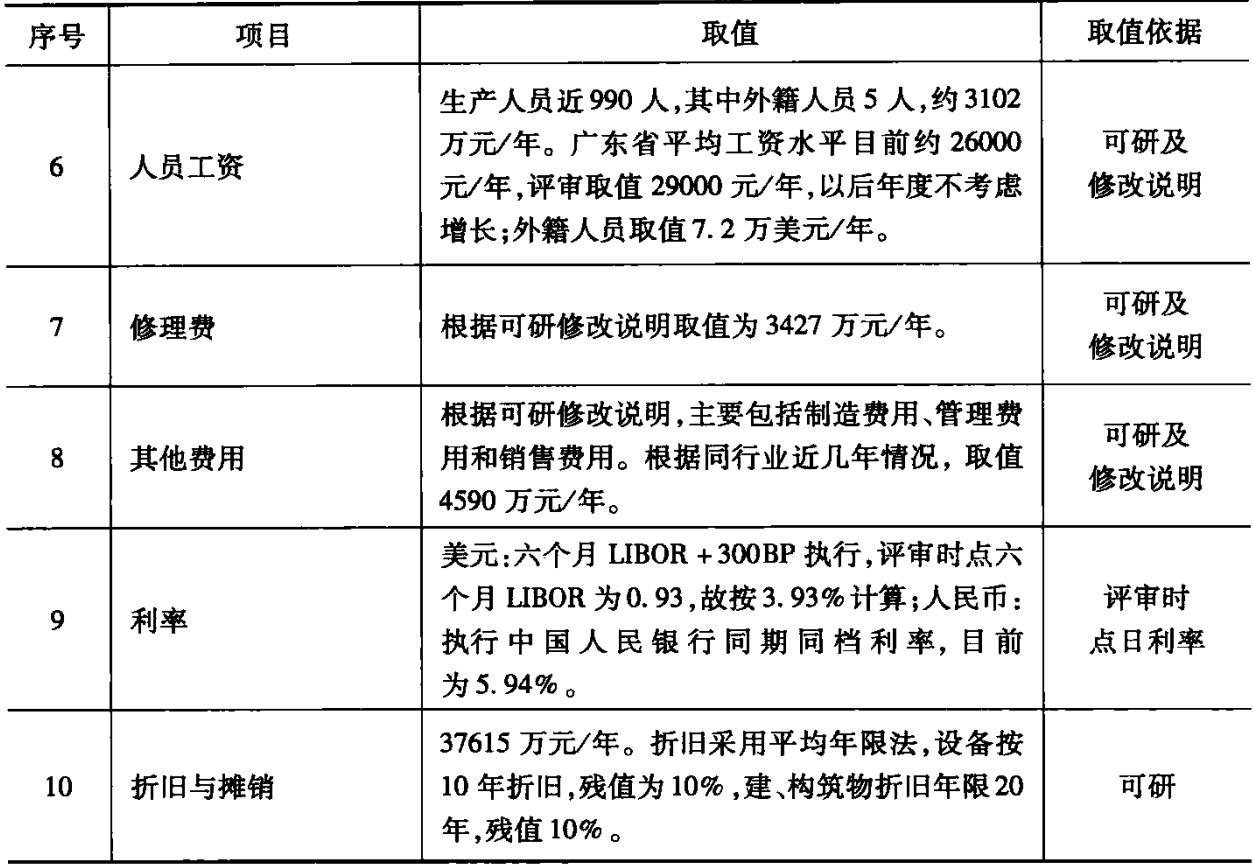 序号 项目 取值 取值依据
6 人员工资
生产人员近 990 人,其中外籍人员 5 人,约 3102
万元/年。广东省平均工资水平目前约 26000
元/年,评审取值 29000 元/年,以后年度不考虑
增长;外籍人员取值 7.2 万美元/年。
可研及
修改说明
7 修理费
根据可研修改说明取值为 3427 万元/年。
可研及
修改说明
8 其他费用
根据可研修改说明,主要包括制造费用、管理费
用和销售费用。根据同行业近几年情况,取值
4590 万元/年。
可研及
修改说明
9 利率
美元:六个月 LIBOR +300BP 执行,评审时点六
个月 LIBOR 为 0.93,故按 3.93% 计算;人民币:
执行中国人民银行同期同档利率,目前
为 5.94%。
评审时
点日利率
10 折旧与摊销
37615 万元/年。折旧采用平均年限法,设备按
10 年折旧,残值为 10%,建、构筑物折旧年限 20
年,残值 10%。
可研